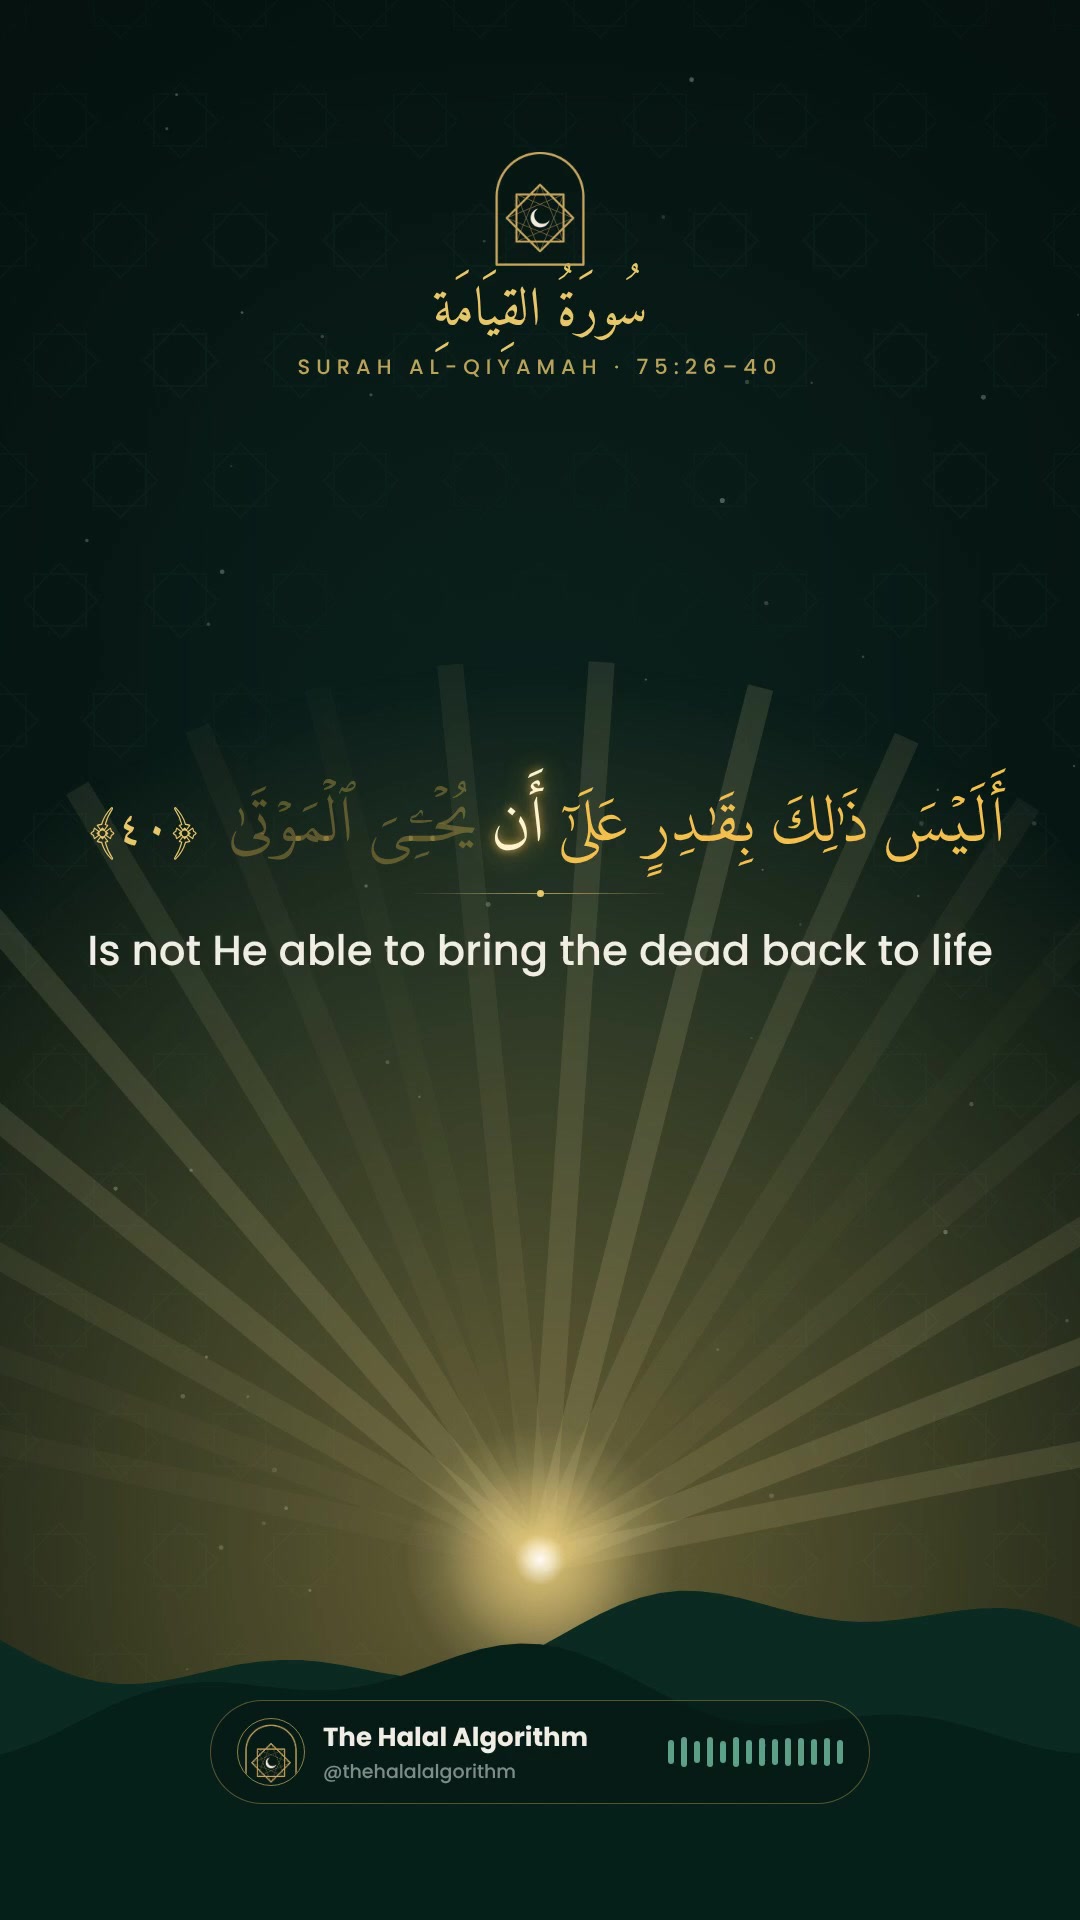 سُورَةُ القِيَامَةِ
SURAH AL-QIYAMAH · 75:26–40
أَلَيْسَ ذَٰلِكَ بِقَٰدِرٍ عَلَىٰٓ أَن يُحْۦِىَ ٱلْمَوْتَىٰ ﴿٤٠﴾
Is not He able to bring the dead back to life
The Halal Algorithm
@thehalalalgorithm